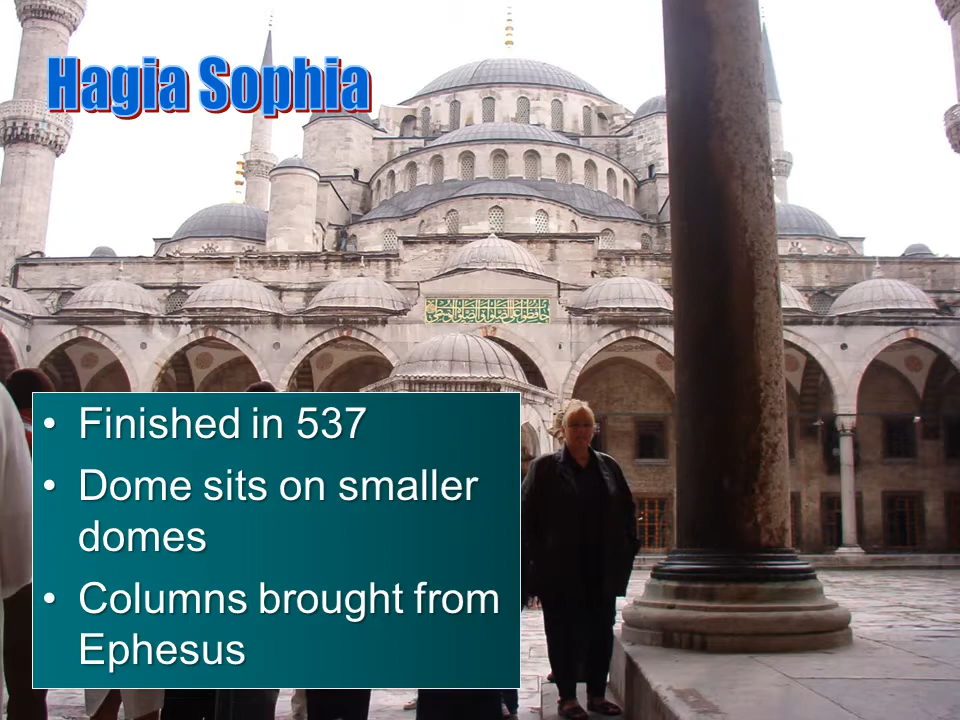 Hagia Sophia
• Finished in 537
• Dome sits on smaller
domes
• Columns brought from
Ephesus